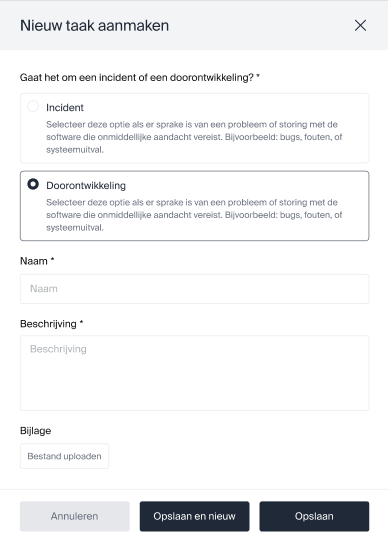 Nieuw taak aanmaken
Gaat het om een incident of een doorontwikkeling? *
Incident
Selecteer deze optie als er sprake is van een probleem of storing met de
software die onmiddellijke aandacht vereist. Bijvoorbeeld: bugs, fouten, of
systeemuitval.
Doorontwikkeling
Selecteer deze optie als er sprake is van een probleem of storing met de
software die onmiddellijke aandacht vereist. Bijvoorbeeld: bugs, fouten, of
systeemuitval.
Naam *
Naam
Beschrijving *
Beschrijving
Bijlage
Bestand uploaden
Annuleren
Opslaan en nieuw
Opslaan